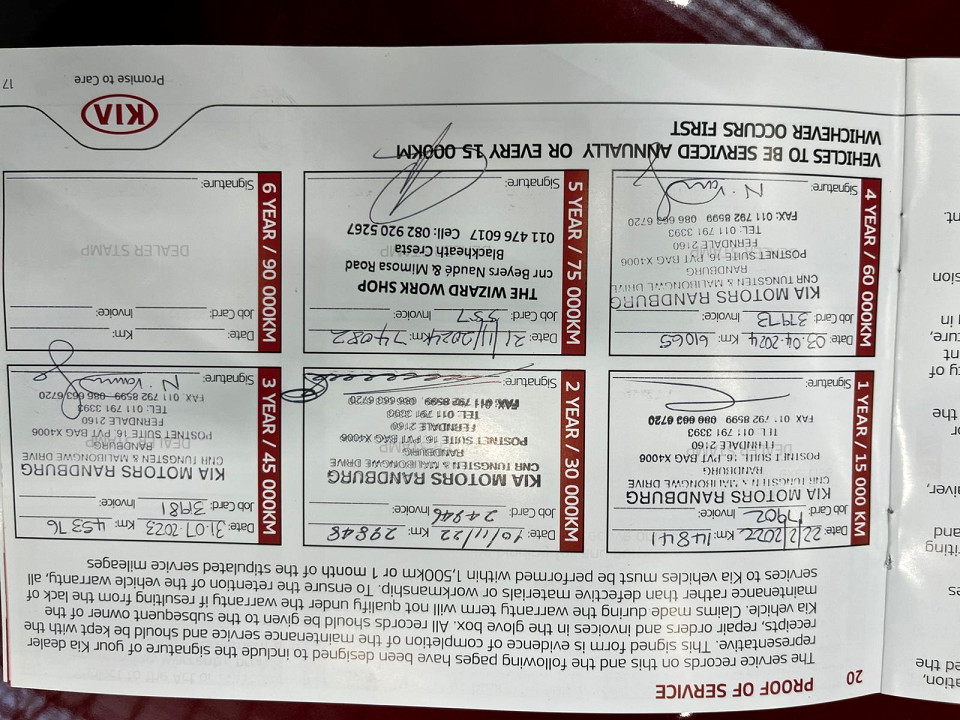 20
PROOF OF SERVICE
The service records on this and the following pages have been designed to include the signature of your Kia dealer
representative. This signed form is evidence of completion of the maintenance service and should be kept with the
receipts, repair orders and invoices in the glove box. All records should be given to the subsequent owner of the
Kia vehicle. Claims made during the warranty term will not qualify under the warranty if resulting from the lack of
maintenance rather than defective materials or workmanship. To ensure the retention of the vehicle warranty, all
services to Kia vehicles must be performed within 1,500km or 1 month of the stipulated service mileages
1 YEAR / 15 000 KM
Date: 22/2/2022 Km: 14841
Job Card: 17902 Invoice:
KIA MOTORS RANDBURG
CNR TUNGSTEN & MALIBONGWE DRIVE
RANDBURG
POSTNET SUITE 16, PVT BAG X4006
FERNDALE 2160
TEL: 011 791 3393
FAX: 011 792 8599 086 663 6720
Signature:
2 YEAR / 30 000KM
Date: 10/11/22 Km: 29848
Job Card: 24946 Invoice:
KIA MOTORS RANDBURG
CNR TUNGSTEN & MALIBONGWE DRIVE
RANDBURG
POSTNET SUITE 16, PVT BAG X4006
FERNDALE 2160
TEL: 011 791 3393
FAX: 011 792 8599 086 663 6720
Signature:
3 YEAR / 45 000KM
Date: 31.07.2023 Km: 45376
Job Card: 3981 Invoice:
KIA MOTORS RANDBURG
CNR TUNGSTEN & MALIBONGWE DRIVE
RANDBURG
POSTNET SUITE 16, PVT BAG X4006
FERNDALE 2160
TEL: 011 791 3393
FAX: 011 792 8599 086 663 6720
Signature:
4 YEAR / 60 000KM
Date: 03.04.2024 Km: 61065
Job Card: 37973 Invoice:
KIA MOTORS RANDBURG
CNR TUNGSTEN & MALIBONGWE DRIVE
RANDBURG
POSTNET SUITE 16, PVT BAG X4006
FERNDALE 2160
TEL: 011 791 3393
FAX: 011 792 8599 086 663 6720
Signature:
5 YEAR / 75 000KM
Date: 21/11/2024 Km: 74082
Job Card: 557 Invoice:
THE WIZARD WORK SHOP
cnr Beyers Naude & Mimosa Road
Blackheath Cresta
011 476 6017 Cell: 082 920 5267
Signature:
6 YEAR / 90 000KM
Date: Km:
Job Card: Invoice:
DEALER STAMP
Signature:
VEHICLES TO BE SERVICED ANNUALLY OR EVERY 15 000KM
WHICHEVER OCCURS FIRST
KIA
Promise to Care
17